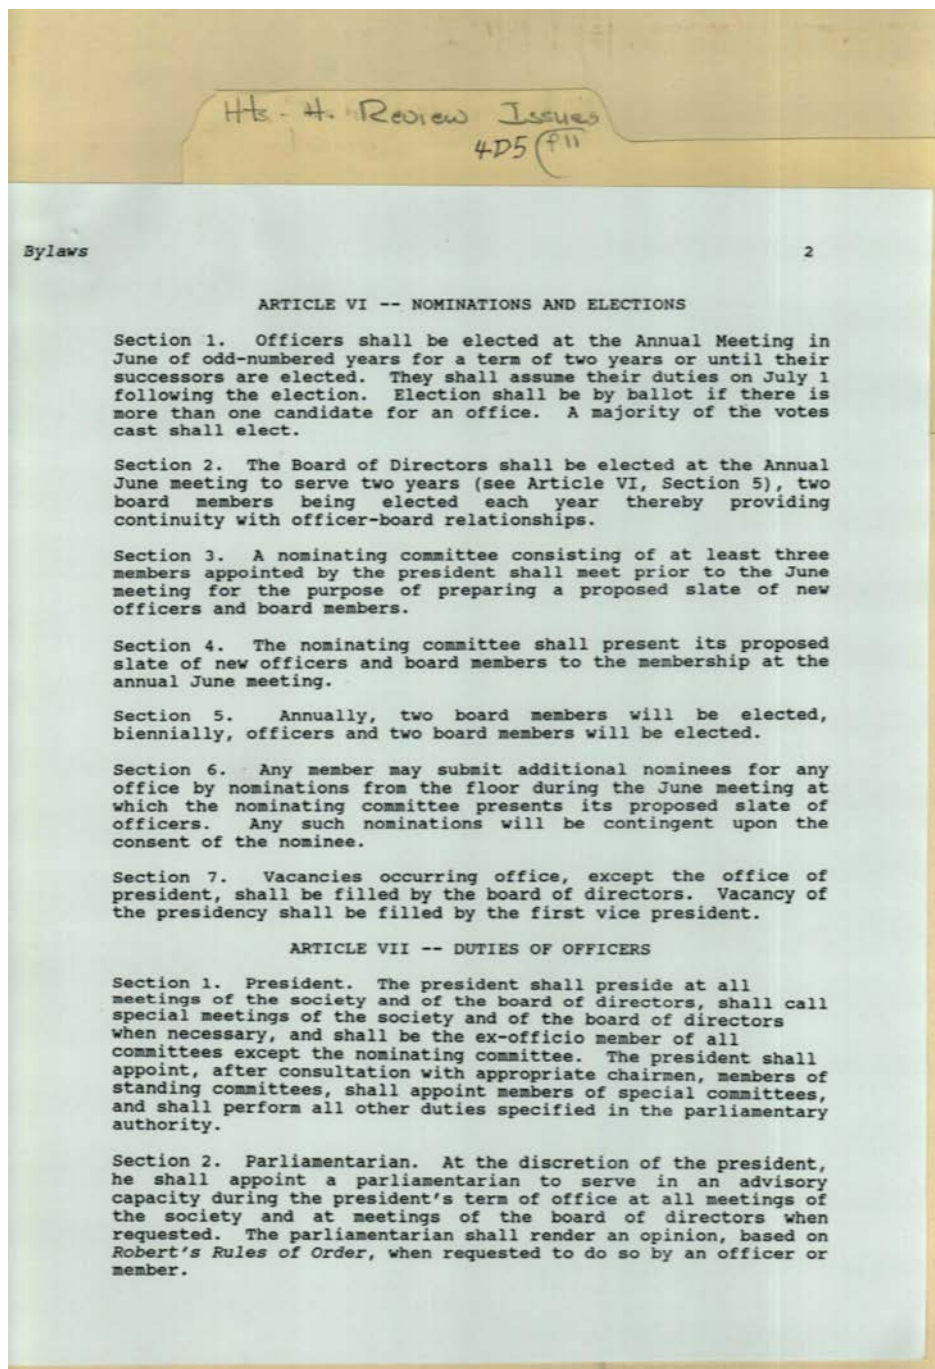 Hts. H. Review Issues
4D5 (P11
Bylaws 2
ARTICLE VI -- NOMINATIONS AND ELECTIONS
Section 1. Officers shall be elected at the Annual Meeting in
June of odd-numbered years for a term of two years or until their
successors are elected. They shall assume their duties on July 1
following the election. Election shall be by ballot if there is
more than one candidate for an office. A majority of the votes
cast shall elect.
Section 2. The Board of Directors shall be elected at the Annual
June meeting to serve two years (see Article VI, Section 5), two
board members being elected each year thereby providing
continuity with officer-board relationships.
Section 3. A nominating committee consisting of at least three
members appointed by the president shall meet prior to the June
meeting for the purpose of preparing a proposed slate of new
officers and board members.
Section 4. The nominating committee shall present its proposed
slate of new officers and board members to the membership at the
annual June meeting.
Section 5. Annually, two board members will be elected,
biennially, officers and two board members will be elected.
Section 6. Any member may submit additional nominees for any
office by nominations from the floor during the June meeting at
which the nominating committee presents its proposed slate of
officers. Any such nominations will be contingent upon the
consent of the nominee.
Section 7. Vacancies occurring office, except the office of
president, shall be filled by the board of directors. Vacancy of
the presidency shall be filled by the first vice president.
ARTICLE VII -- DUTIES OF OFFICERS
Section 1. President. The president shall preside at all
meetings of the society and of the board of directors, shall call
special meetings of the society and of the board of directors
when necessary, and shall be the ex-officio member of all
committees except the nominating committee. The president shall
appoint, after consultation with appropriate chairmen, members of
standing committees, shall appoint members of special committees,
and shall perform all other duties specified in the parliamentary
authority.
Section 2. Parliamentarian. At the discretion of the president,
he shall appoint a parliamentarian to serve in an advisory
capacity during the president's term of office at all meetings of
the society and at meetings of the board of directors when
requested. The parliamentarian shall render an opinion, based on
Robert's Rules of Order, when requested to do so by an officer or
member.